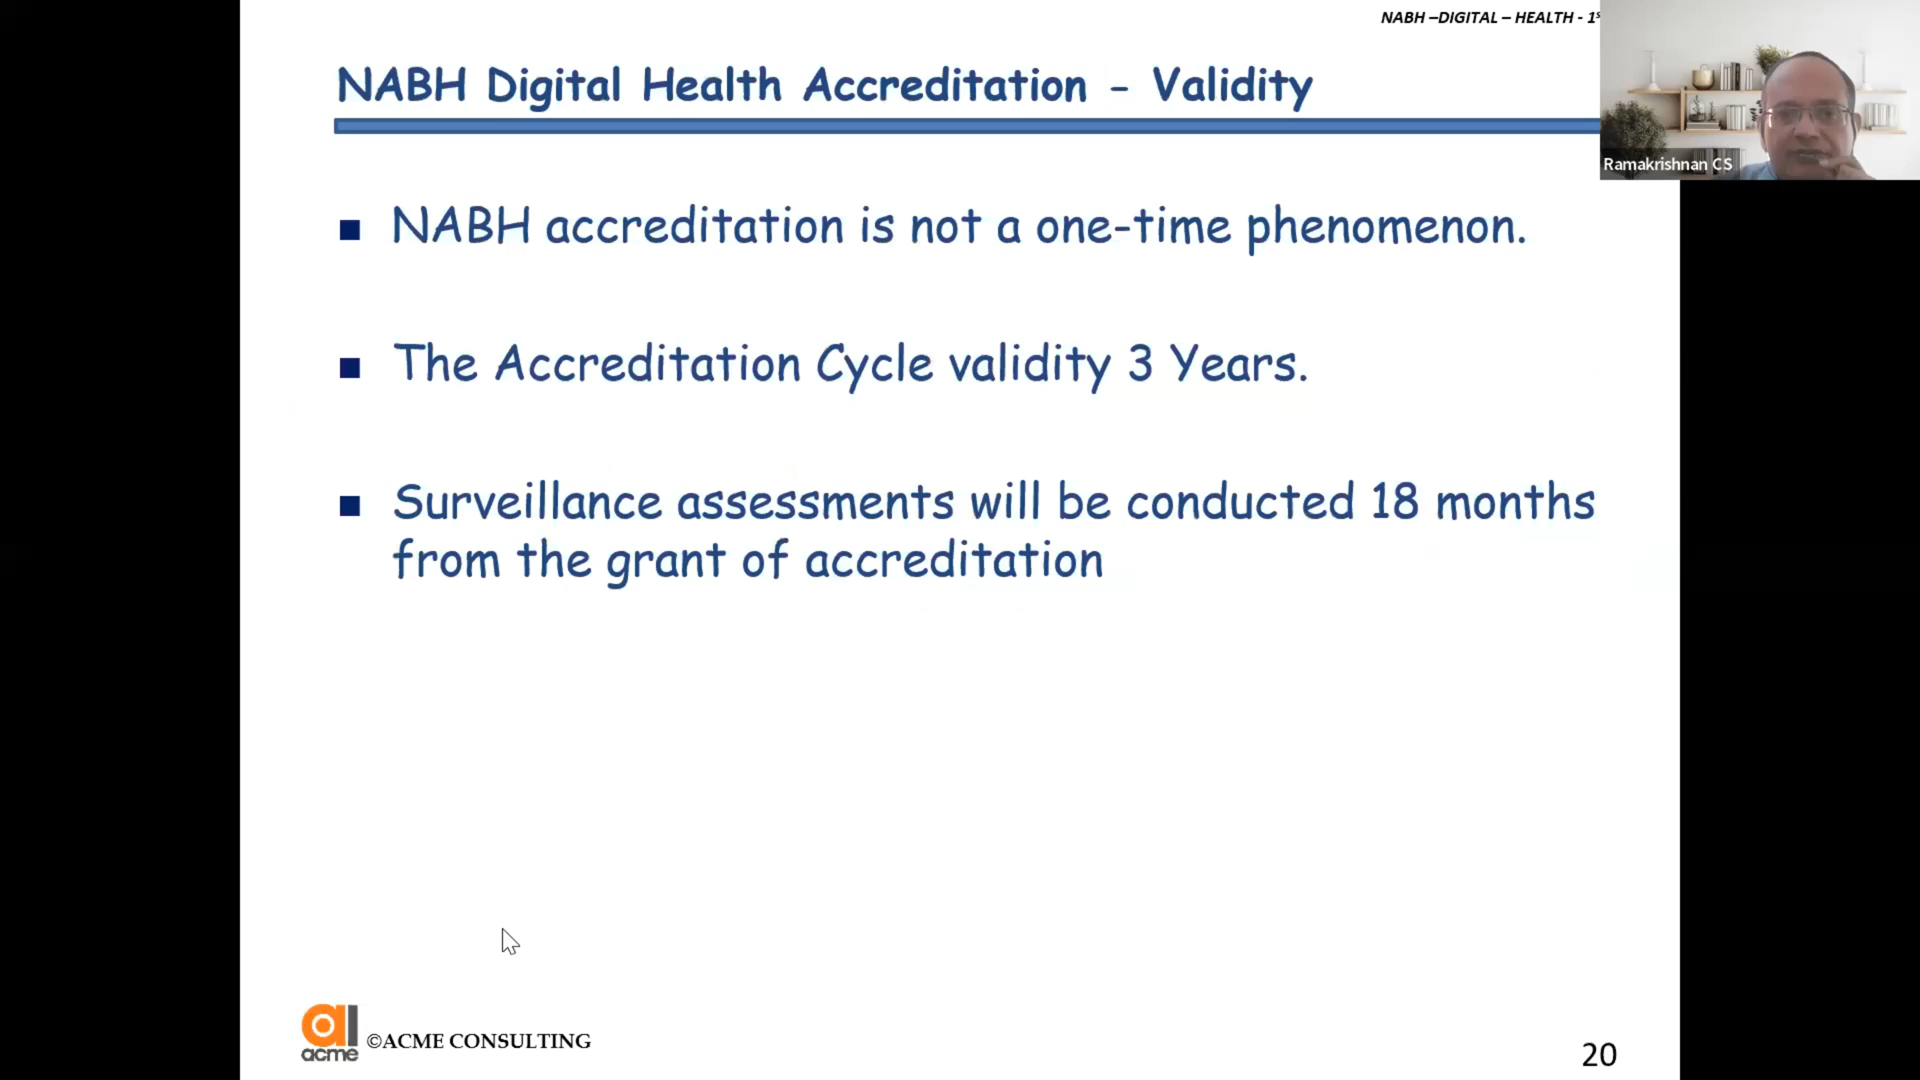 NABH –DIGITAL – HEALTH - 1s
NABH Digital Health Accreditation - Validity
Ramakrishnan CS
■ NABH accreditation is not a one-time phenomenon.
■ The Accreditation Cycle validity 3 Years.
■ Surveillance assessments will be conducted 18 months
from the grant of accreditation
acme
©ACME CONSULTING
20